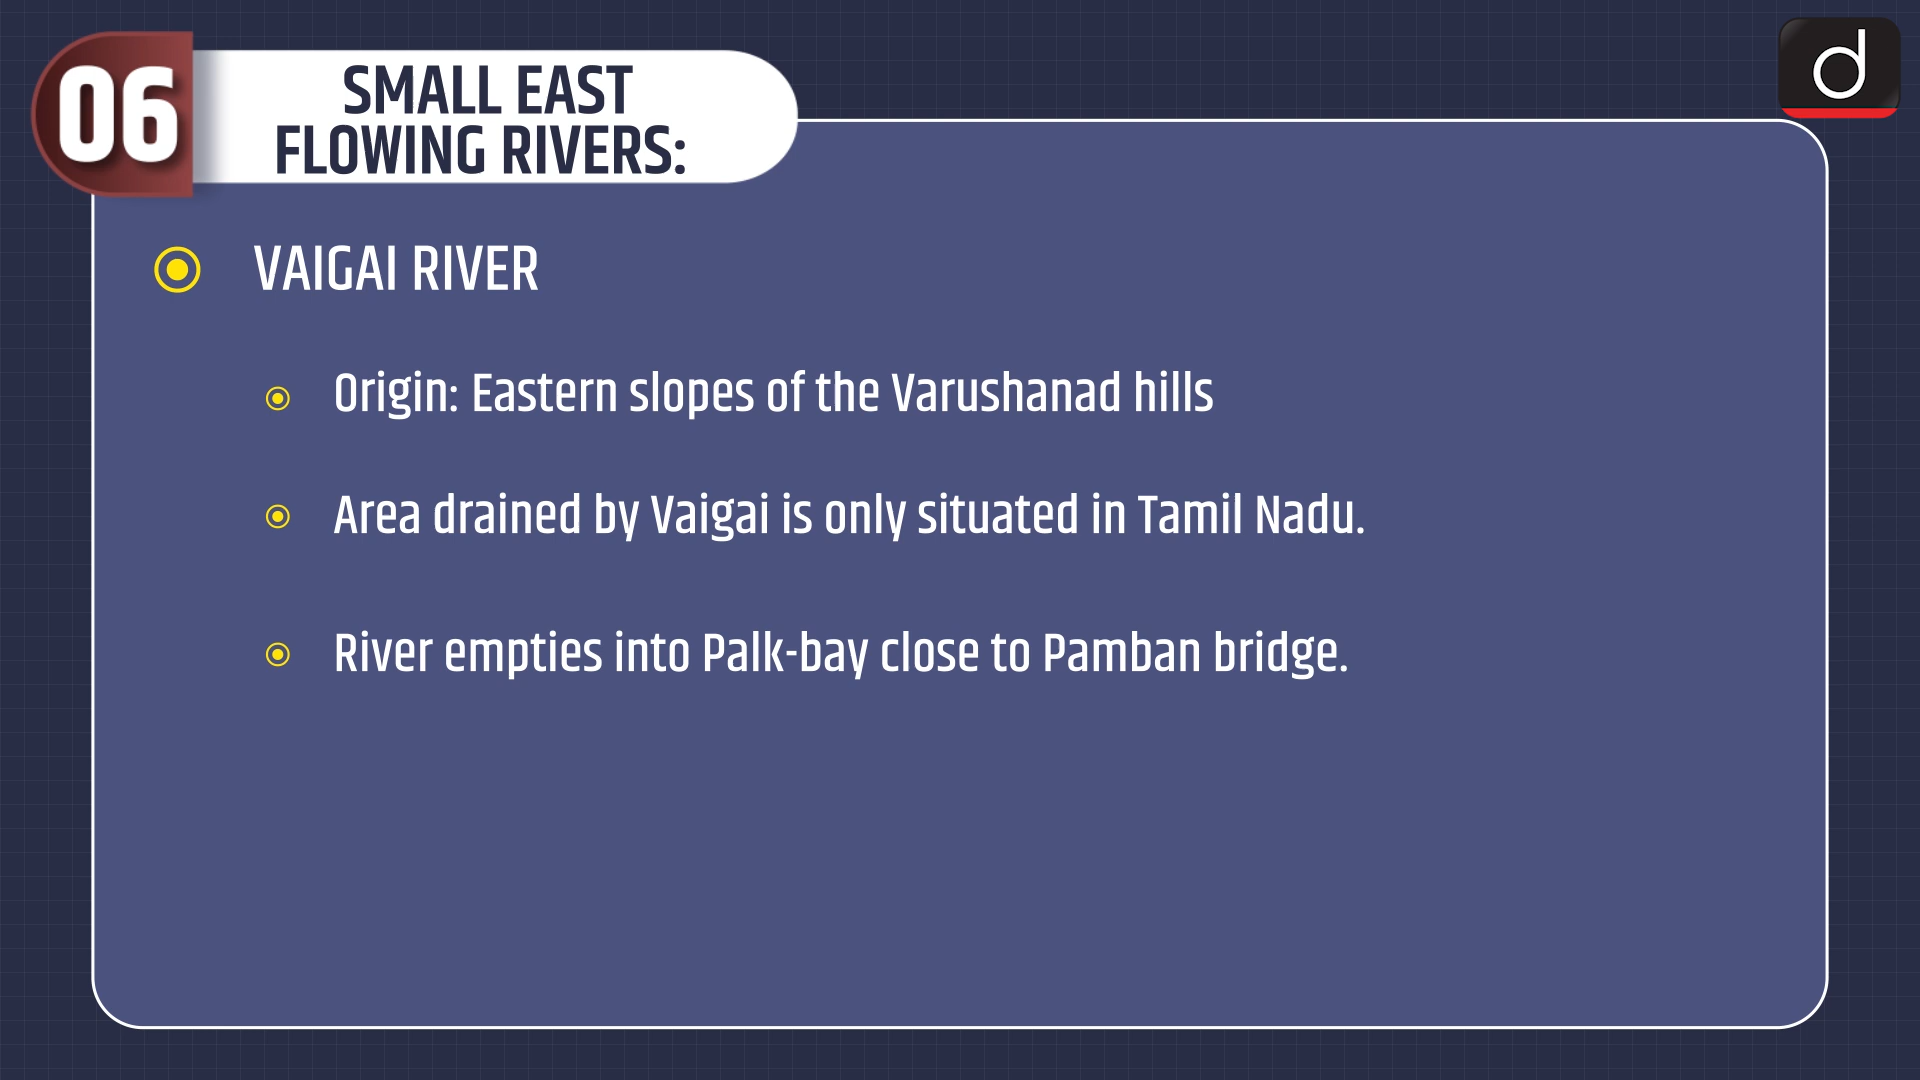 06
SMALL EAST
FLOWING RIVERS:
d
VAIGAI RIVER
Origin: Eastern slopes of the Varushanad hills
Area drained by Vaigai is only situated in Tamil Nadu.
River empties into Palk-bay close to Pamban bridge.